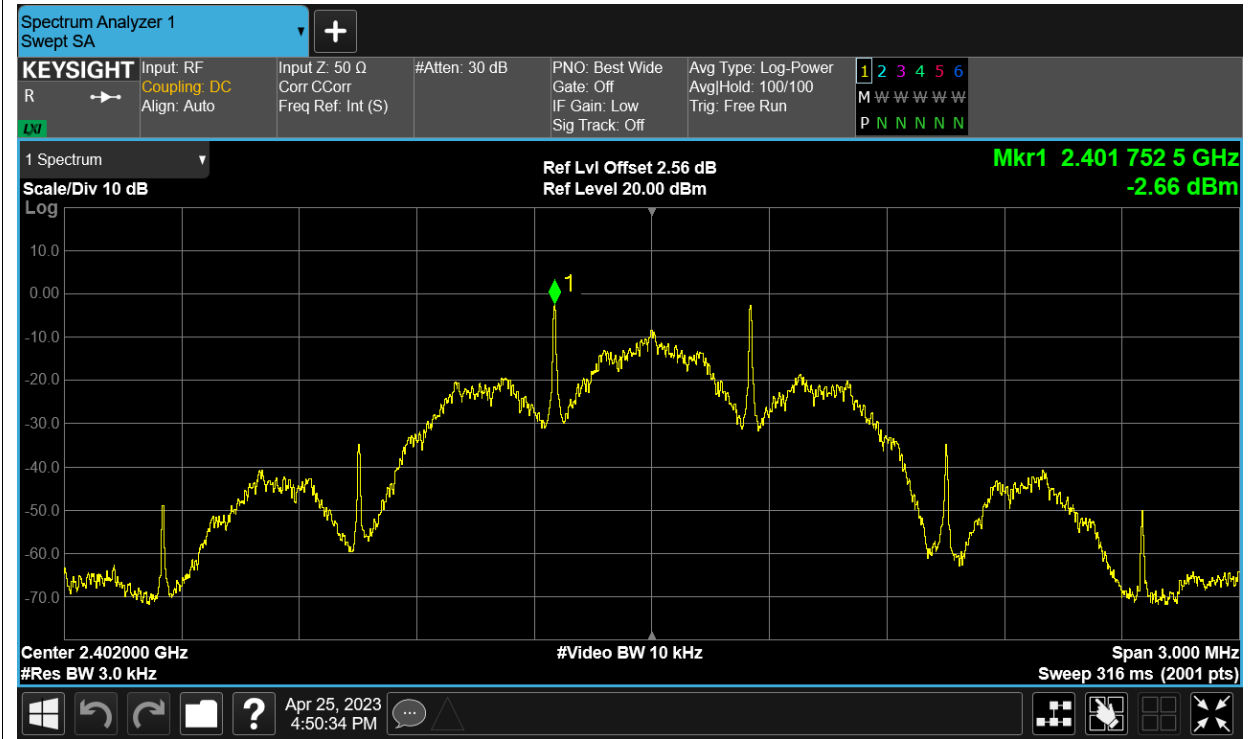 Spectrum Analyzer 1
Swept SA
+
KEYSIGHT
R
LXI
Input: RF
Coupling: DC
Align: Auto
Input Z: 50 Ω
Corr CCorr
Freq Ref: Int (S)
#Atten: 30 dB
PNO: Best Wide
Gate: Off
IF Gain: Low
Sig Track: Off
Avg Type: Log-Power
Avg|Hold: 100/100
Trig: Free Run
1 2 3 4 5 6
M W W W W W W
P N N N N N N
1 Spectrum
Scale/Div 10 dB
Log
Ref Lvl Offset 2.56 dB
Ref Level 20.00 dBm
Mkr1 2.401 752 5 GHz
-2.66 dBm
10.0
0.00
-10.0
-20.0
-30.0
-40.0
-50.0
-60.0
-70.0
1
Center 2.402000 GHz
#Res BW 3.0 kHz
#Video BW 10 kHz
Span 3.000 MHz
Sweep 316 ms (2001 pts)
?
Apr 25, 2023
4:50:34 PM